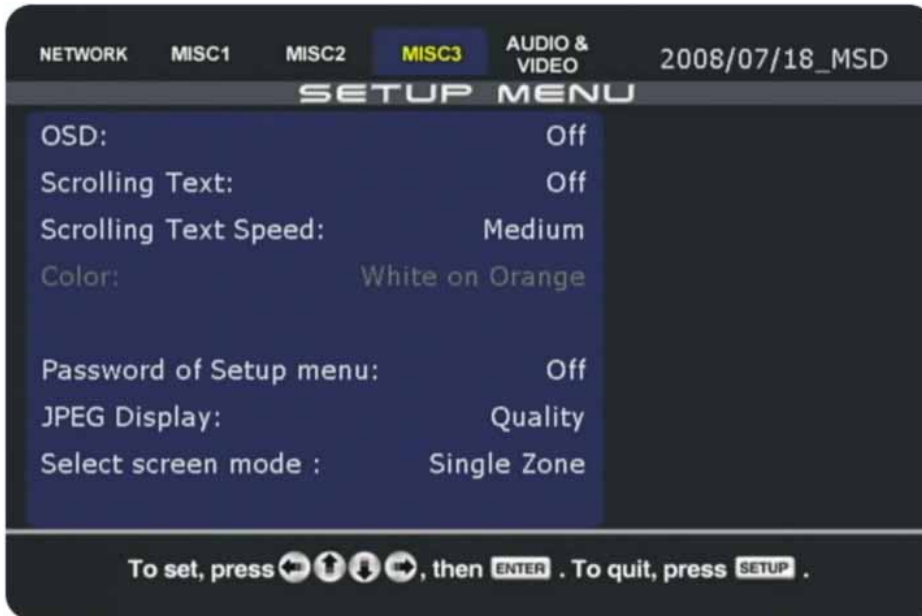 NETWORK MISC1 MISC2 MISC3 AUDIO & VIDEO 2008/07/18_MSD
SETUP MENU
OSD: Off
Scrolling Text: Off
Scrolling Text Speed: Medium
Color: White on Orange
Password of Setup menu: Off
JPEG Display: Quality
Select screen mode : Single Zone
To set, press , then ENTER . To quit, press SETUP .